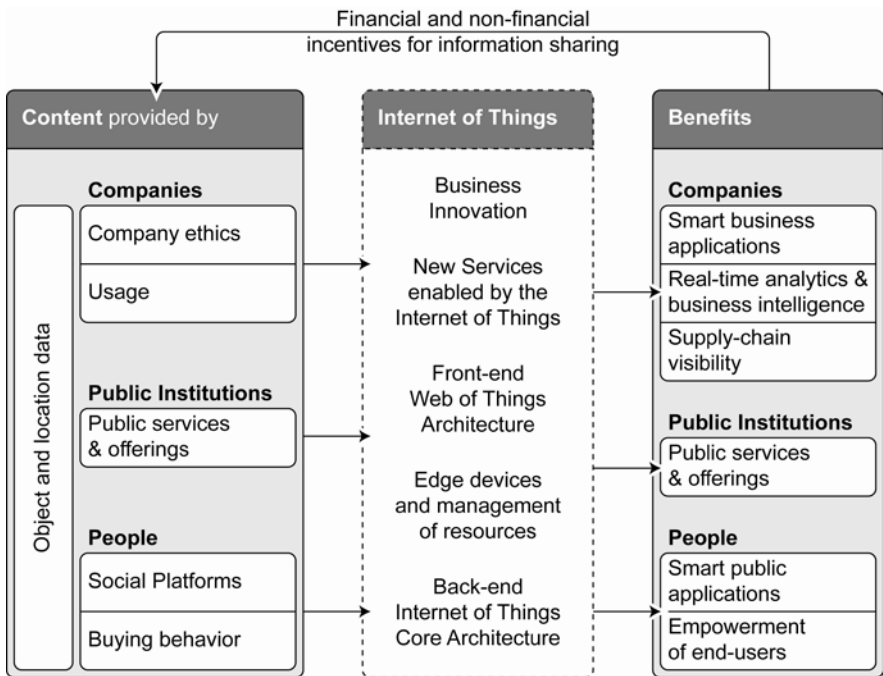 Financial and non-financial
incentives for information sharing
Content provided by
Object and location data
Companies
Company ethics
Usage
Public Institutions
Public services
& offerings
People
Social Platforms
Buying behavior
Internet of Things
Business
Innovation
New Services
enabled by the
Internet of Things
Front-end
Web of Things
Architecture
Edge devices
and management
of resources
Back-end
Internet of Things
Core Architecture
Benefits
Companies
Smart business
applications
Real-time analytics &
business intelligence
Supply-chain
visibility
Public Institutions
Public services
& offerings
People
Smart public
applications
Empowerment
of end-users